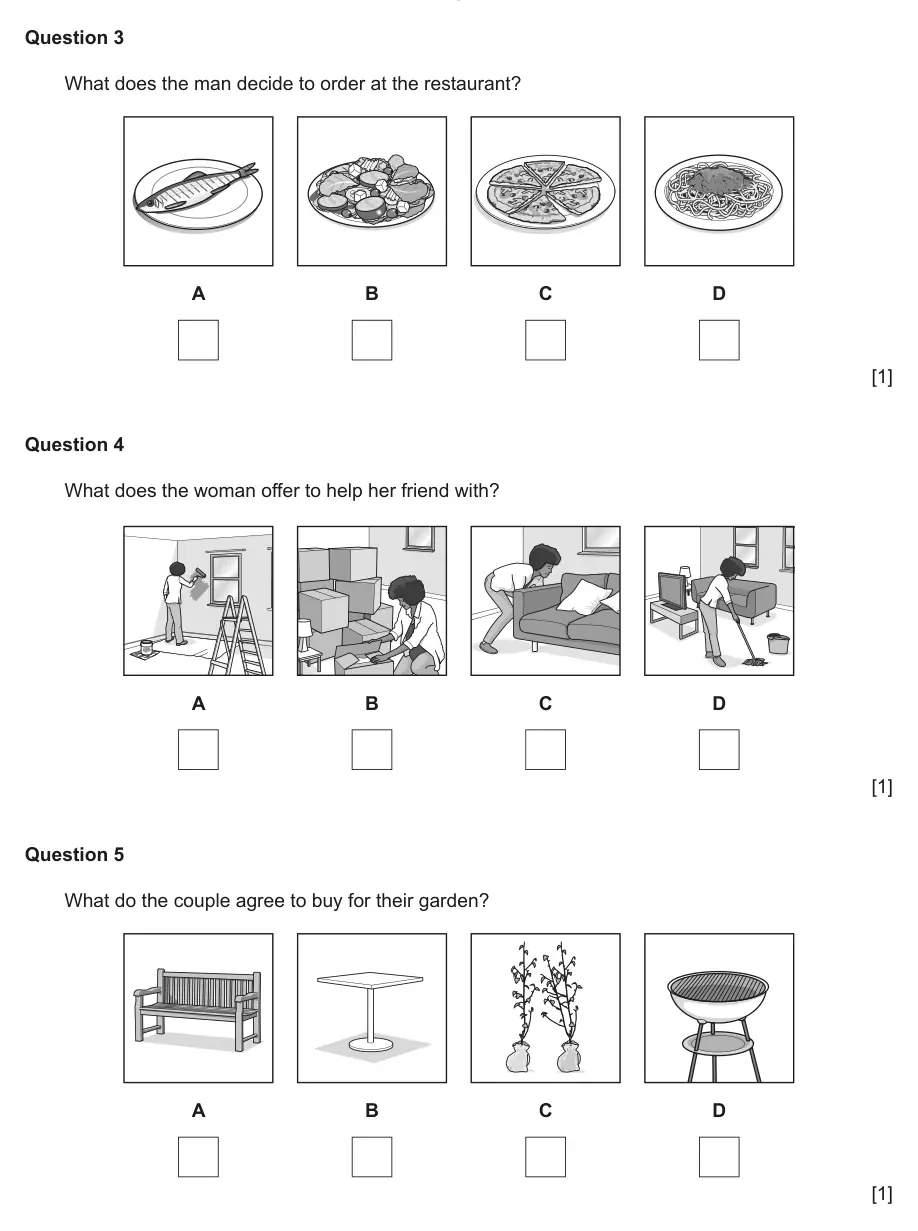 Question 3
What does the man decide to order at the restaurant?
A B C D
[1]
Question 4
What does the woman offer to help her friend with?
A B C D
[1]
Question 5
What do the couple agree to buy for their garden?
A B C D
[1]